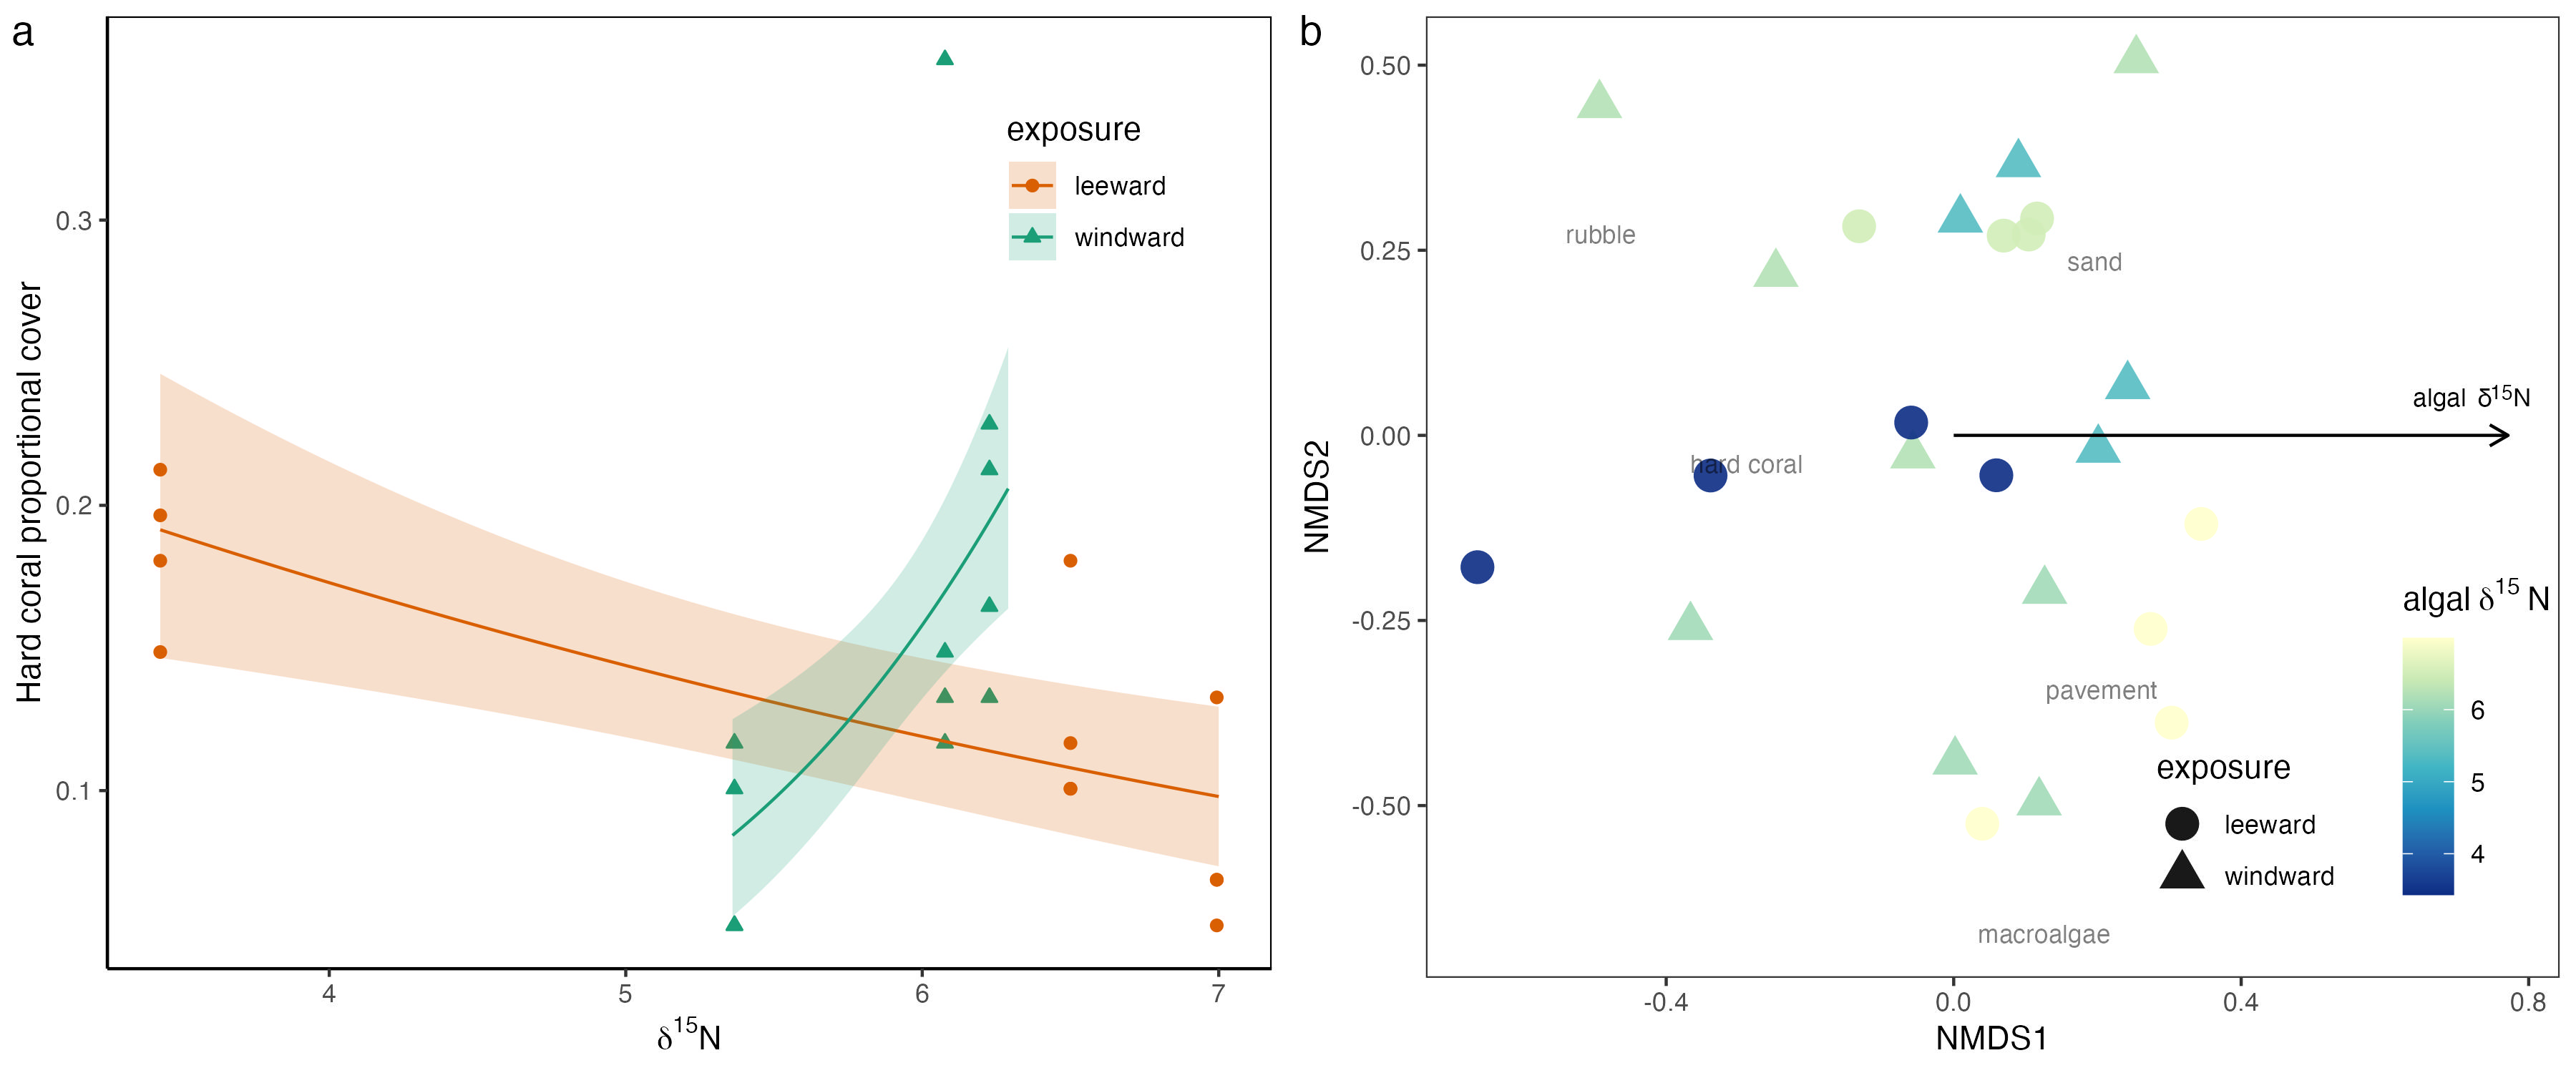 a
Hard coral proportional cover
0.3
0.2
0.1
exposure
leeward
windward
4 5 6 7
δ¹⁵N
b
NMDS2
0.50
0.25
0.00
-0.25
-0.50
rubble
sand
algal δ¹⁵N
hard coral
pavement
macroalgae
exposure
leeward
windward
algal δ¹⁵ N
6
5
4
-0.4 0.0 0.4 0.8
NMDS1